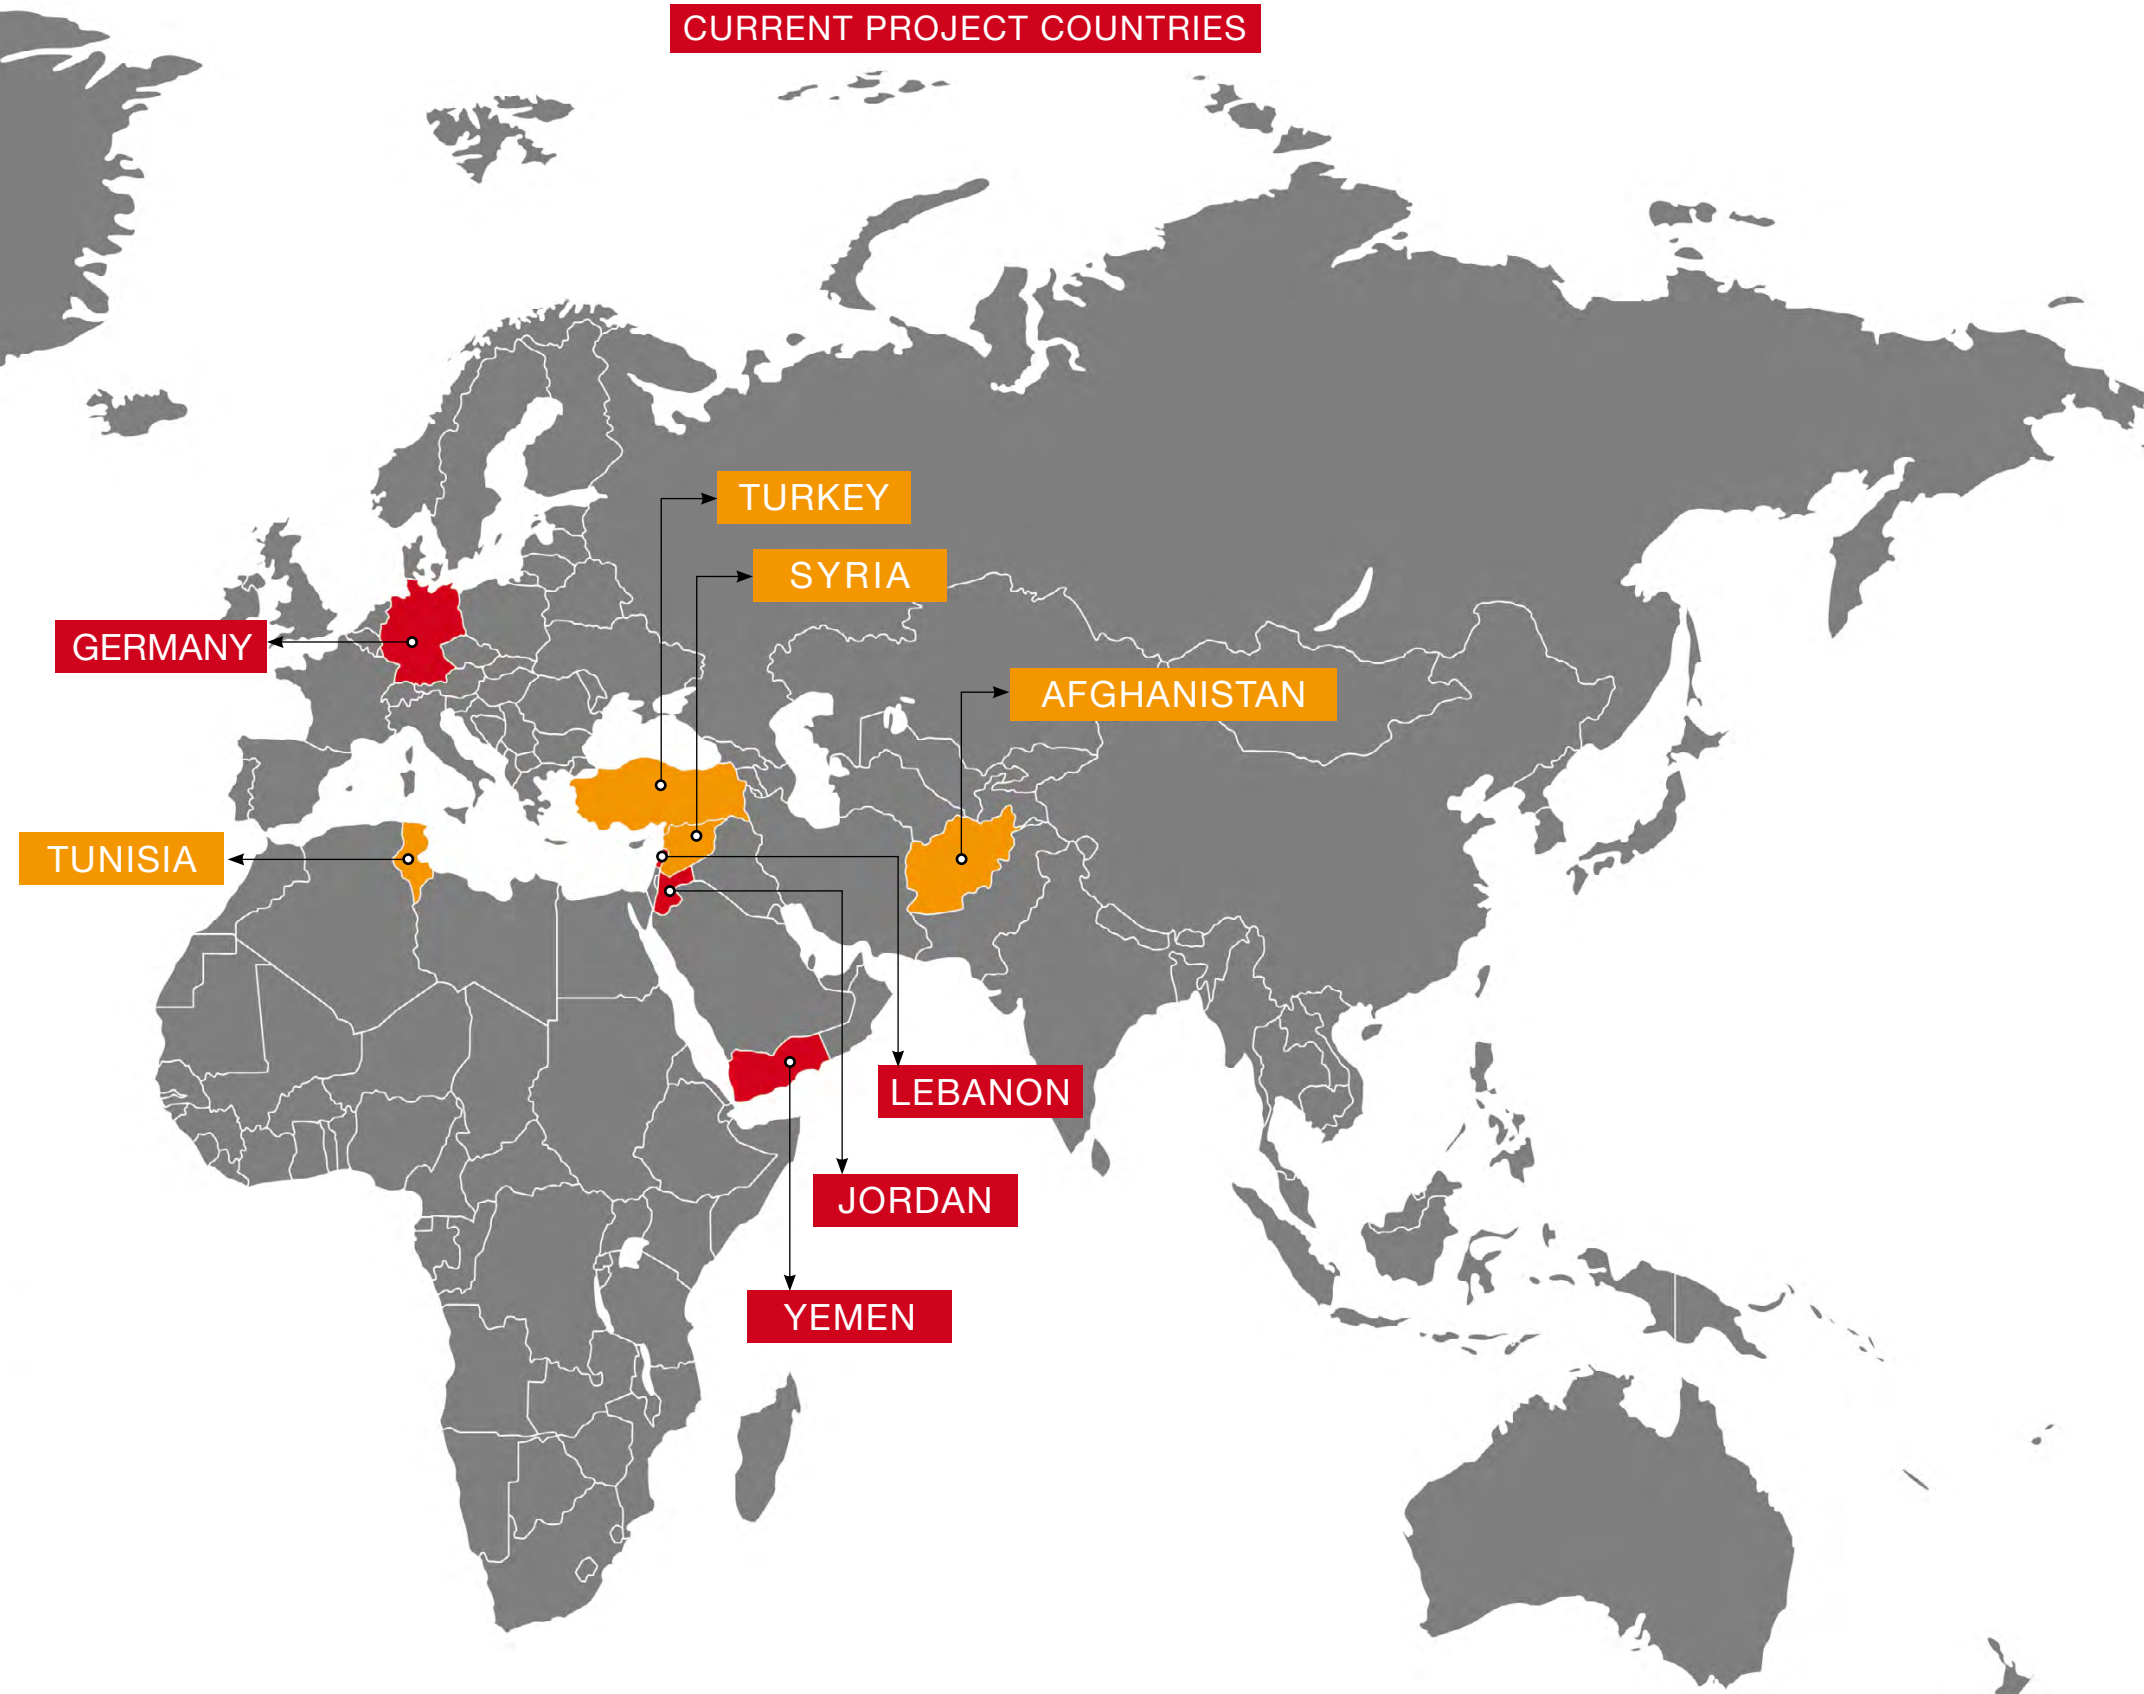 CURRENT PROJECT COUNTRIES
TURKEY
SYRIA
GERMANY
AFGHANISTAN
TUNISIA
LEBANON
JORDAN
YEMEN